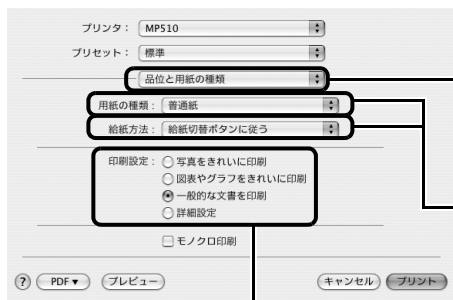 プリンタ： MP510
プリセット： 標準
品位と用紙の種類
用紙の種類： 普通紙
給紙方法： 給紙切替ボタンに従う
印刷設定： 写真をきれいに印刷
図表やグラフをきれいに印刷
一般的な文書を印刷
詳細設定
モノクロ印刷
? PDF▼ プレビュー キャンセル プリント